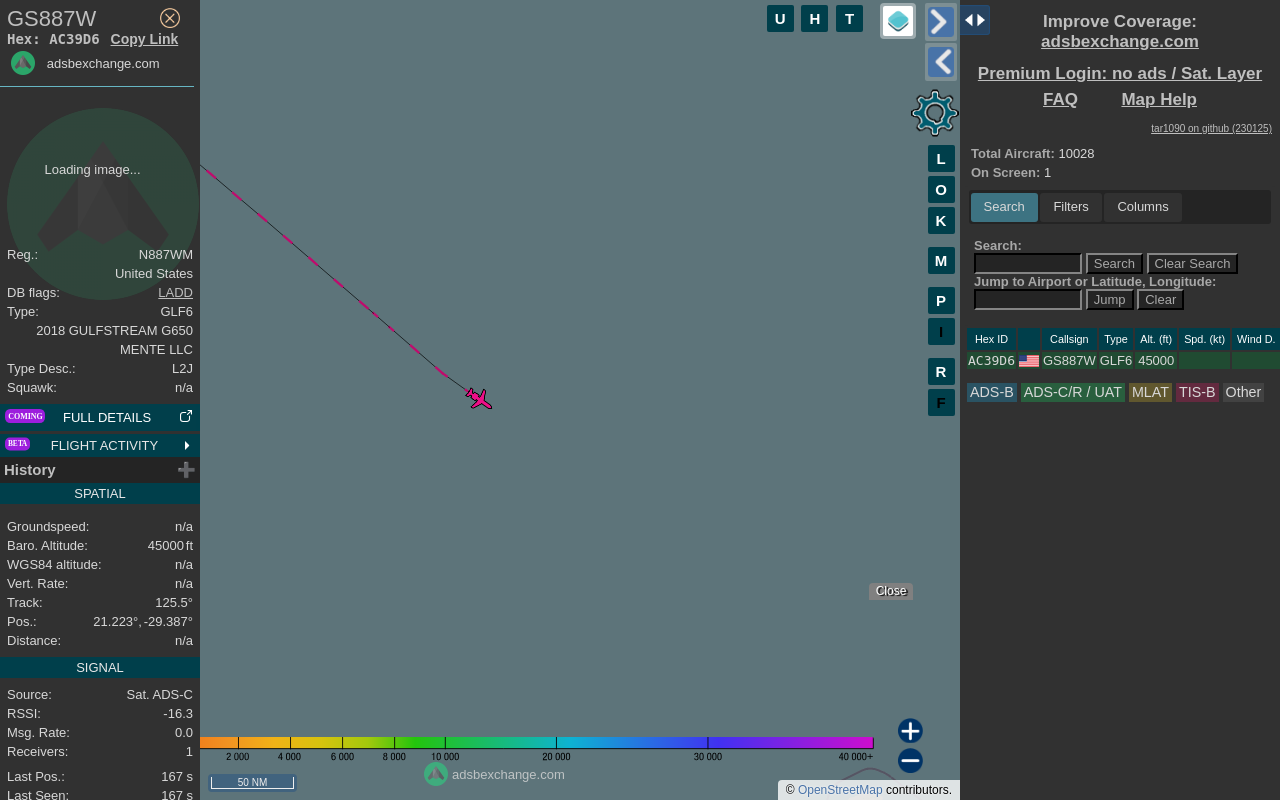 GS887W
Hex: AC39D6 Copy Link
adsbexchange.com
Loading image...
Reg.: N887WM
United States
DB flags: LADD
Type: GLF6
2018 GULFSTREAM G650
MENTE LLC
Type Desc.: L2J
Squawk: n/a
COMING FULL DETAILS
BETA FLIGHT ACTIVITY
History
SPATIAL
Groundspeed: n/a
Baro. Altitude: 45000 ft
WGS84 altitude: n/a
Vert. Rate: n/a
Track: 125.5°
Pos.: 21.223°, -29.387°
Distance: n/a
SIGNAL
Source: Sat. ADS-C
RSSI: -16.3
Msg. Rate: 0.0
Receivers: 1
Last Pos.: 167 s
Last Seen: 167 s
U H T
L
O
K
M
P
I
R
F
Close
2 000 4 000 6 000 8 000 10 000 20 000 30 000 40 000+
50 NM
adsbexchange.com
© OpenStreetMap contributors.
Improve Coverage:
adsbexchange.com
Premium Login: no ads / Sat. Layer
FAQ Map Help
tar1090 on github (230125)
Total Aircraft: 10028
On Screen: 1
Search Filters Columns
Search:
Search Clear Search
Jump to Airport or Latitude, Longitude:
Jump Clear
Hex ID Callsign Type Alt. (ft) Spd. (kt) Wind D.
AC39D6 GS887W GLF6 45000
ADS-B ADS-C/R / UAT MLAT TIS-B Other